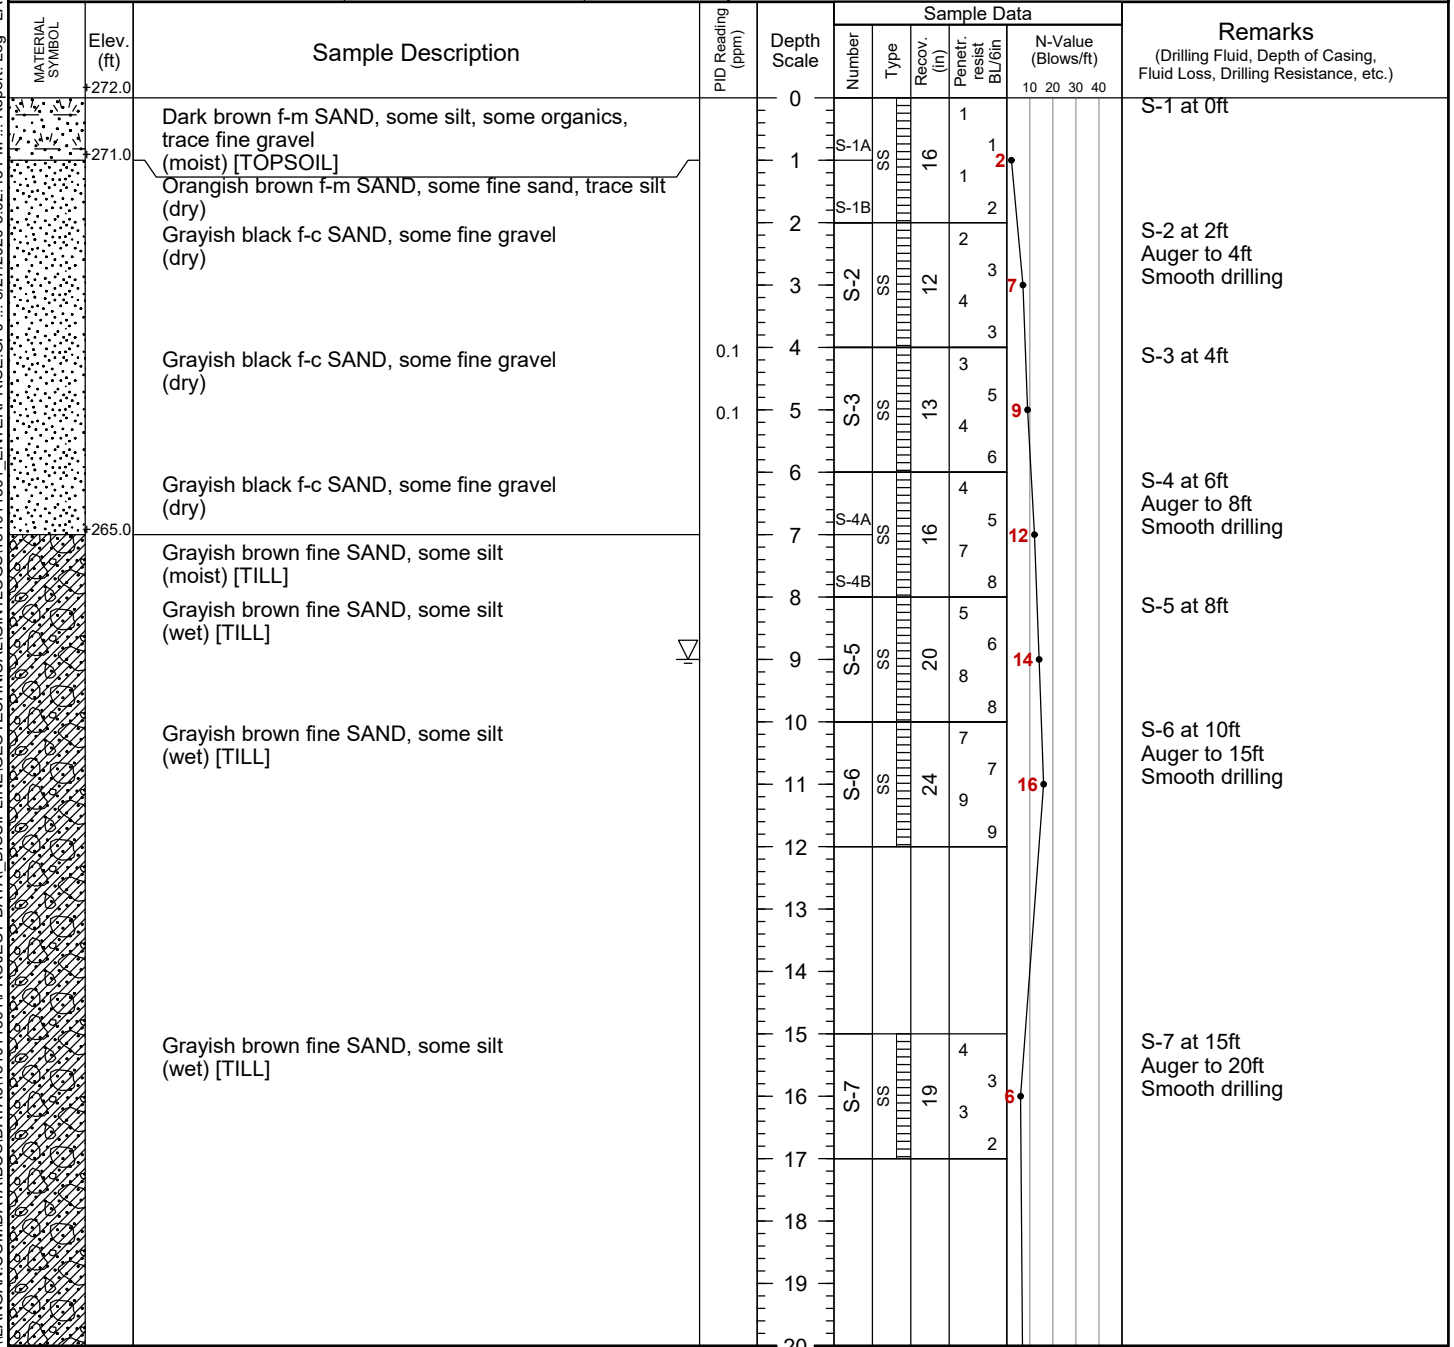 Sample Data
MATERIAL SYMBOL
Elev. (ft)
+272.0
Sample Description
PID Reading (ppm)
Depth Scale
Number
Type
Recov. (in)
Penetr. resist BL/6in
N-Value (Blows/ft)
10 20 30 40
Remarks
(Drilling Fluid, Depth of Casing,
Fluid Loss, Drilling Resistance, etc.)
0
Dark brown f-m SAND, some silt, some organics,
trace fine gravel
(moist) [TOPSOIL]
+271.0
S-1A
SS
16
1
1
1
2
2
S-1 at 0ft
1
Orangish brown f-m SAND, some fine sand, trace silt
(dry)
S-1B
2
Grayish black f-c SAND, some fine gravel
(dry)
S-2
SS
12
2
3
4
3
7
S-2 at 2ft
Auger to 4ft
Smooth drilling
3
4
Grayish black f-c SAND, some fine gravel
(dry)
0.1
0.1
S-3
SS
13
3
5
4
6
9
S-3 at 4ft
5
6
Grayish black f-c SAND, some fine gravel
(dry)
+265.0
S-4A
SS
16
4
5
7
8
12
S-4 at 6ft
Auger to 8ft
Smooth drilling
7
Grayish brown fine SAND, some silt
(moist) [TILL]
S-4B
8
Grayish brown fine SAND, some silt
(wet) [TILL]
S-5
SS
20
5
6
8
8
14
S-5 at 8ft
9
10
Grayish brown fine SAND, some silt
(wet) [TILL]
S-6
SS
24
7
7
9
9
16
S-6 at 10ft
Auger to 15ft
Smooth drilling
11
12
13
14
15
Grayish brown fine SAND, some silt
(wet) [TILL]
S-7
SS
19
4
3
3
2
6
S-7 at 15ft
Auger to 20ft
Smooth drilling
16
17
18
19
20